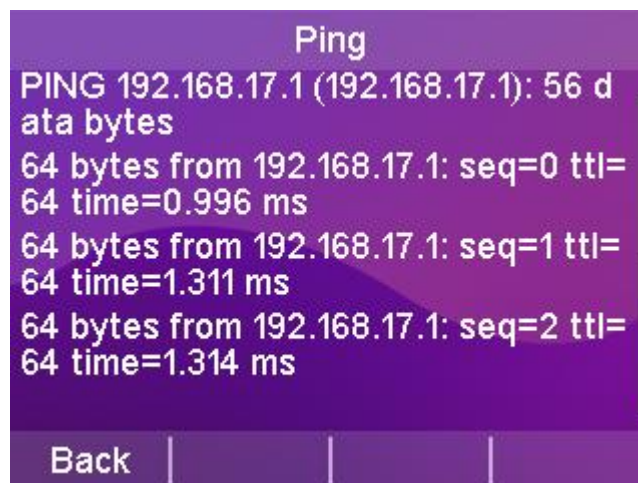 Ping
PING 192.168.17.1 (192.168.17.1): 56 d
ata bytes
64 bytes from 192.168.17.1: seq=0 ttl=
64 time=0.996 ms
64 bytes from 192.168.17.1: seq=1 ttl=
64 time=1.311 ms
64 bytes from 192.168.17.1: seq=2 ttl=
64 time=1.314 ms
Back